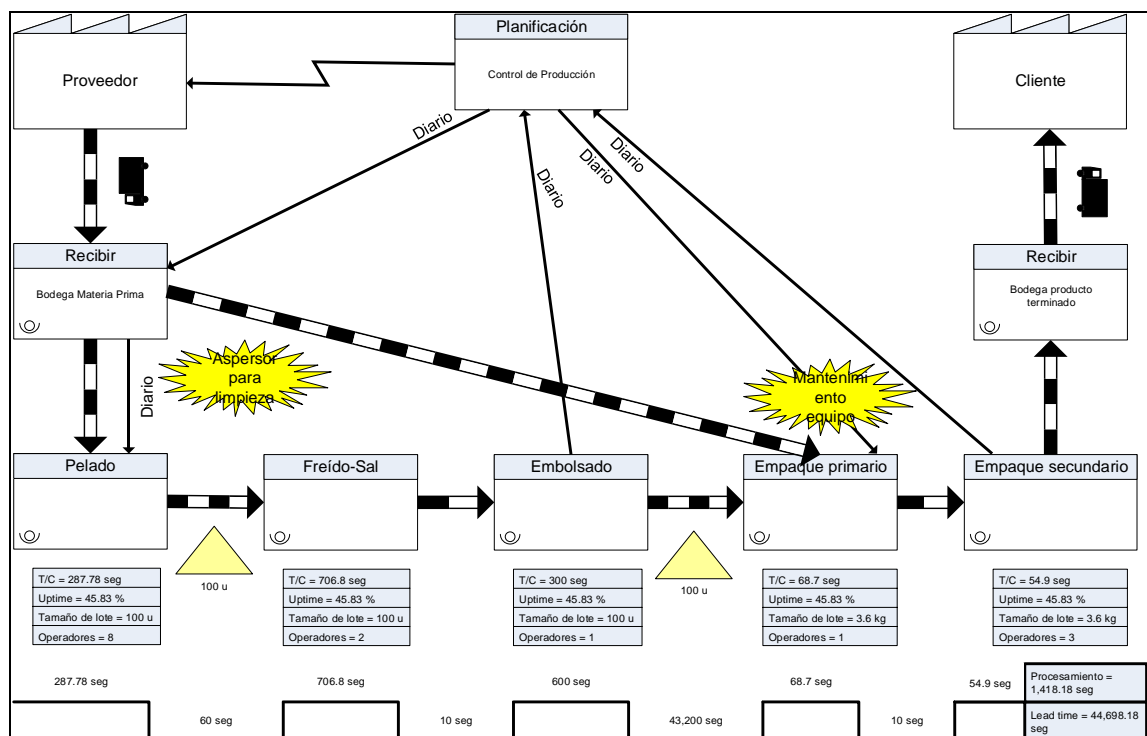 Planificación
Control de Producción
Proveedor
Cliente
Diario
Diario
Diario
Diario
Recibir
Bodega Materia Prima
Recibir
Bodega producto
terminado
Aspersor
para
limpieza
Mantenimi
ento
equipo
Diario
Pelado
Freído-Sal
Embolsado
Empaque primario
Empaque secundario
100 u
100 u
T/C = 287.78 seg
Uptime = 45.83 %
Tamaño de lote = 100 u
Operadores = 8
T/C = 706.8 seg
Uptime = 45.83 %
Tamaño de lote = 100 u
Operadores = 2
T/C = 300 seg
Uptime = 45.83 %
Tamaño de lote = 100 u
Operadores = 1
T/C = 68.7 seg
Uptime = 45.83 %
Tamaño de lote = 3.6 kg
Operadores = 1
T/C = 54.9 seg
Uptime = 45.83 %
Tamaño de lote = 3.6 kg
Operadores = 3
287.78 seg
706.8 seg
600 seg
68.7 seg
54.9 seg
Procesamiento =
1,418.18 seg
60 seg
10 seg
43,200 seg
10 seg
Lead time = 44,698.18
seg